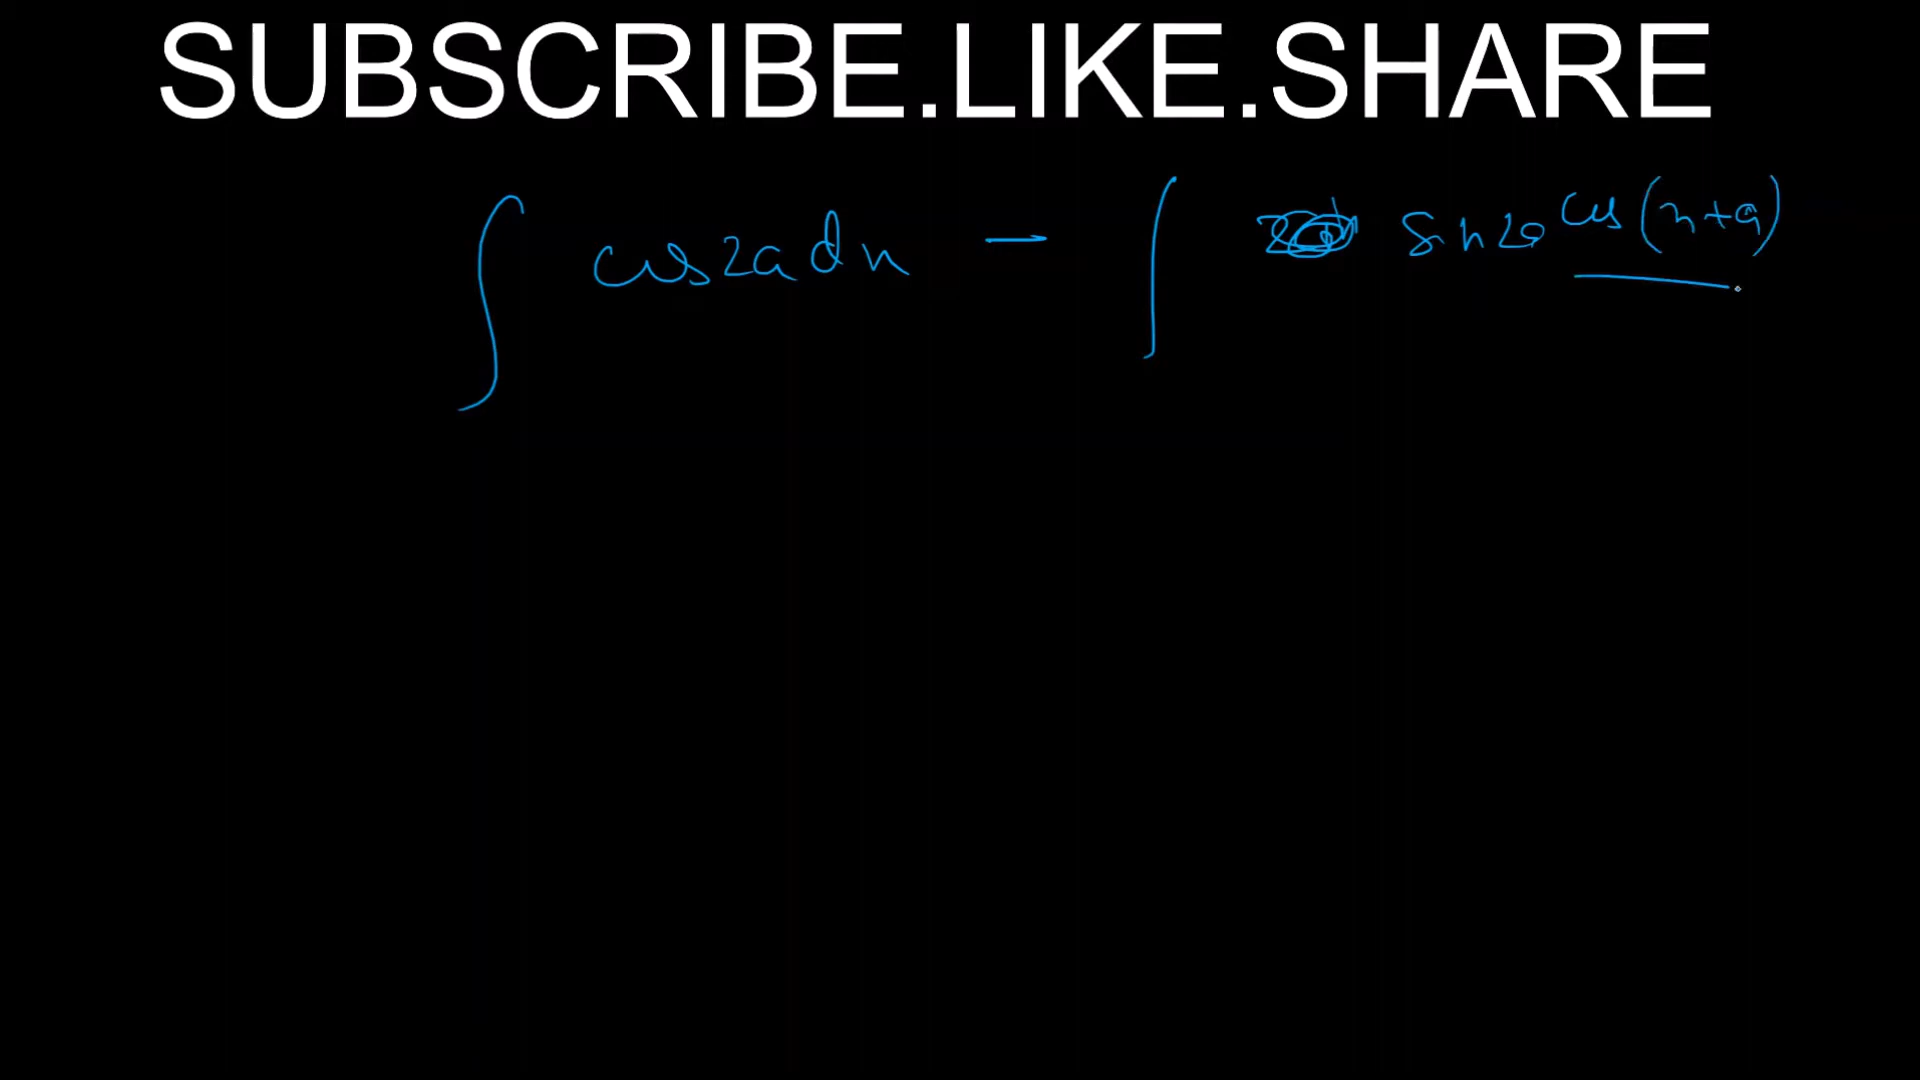 SUBSCRIBE.LIKE.SHARE
∫ cos2a dx − ∫ sin2a cos(x+a)